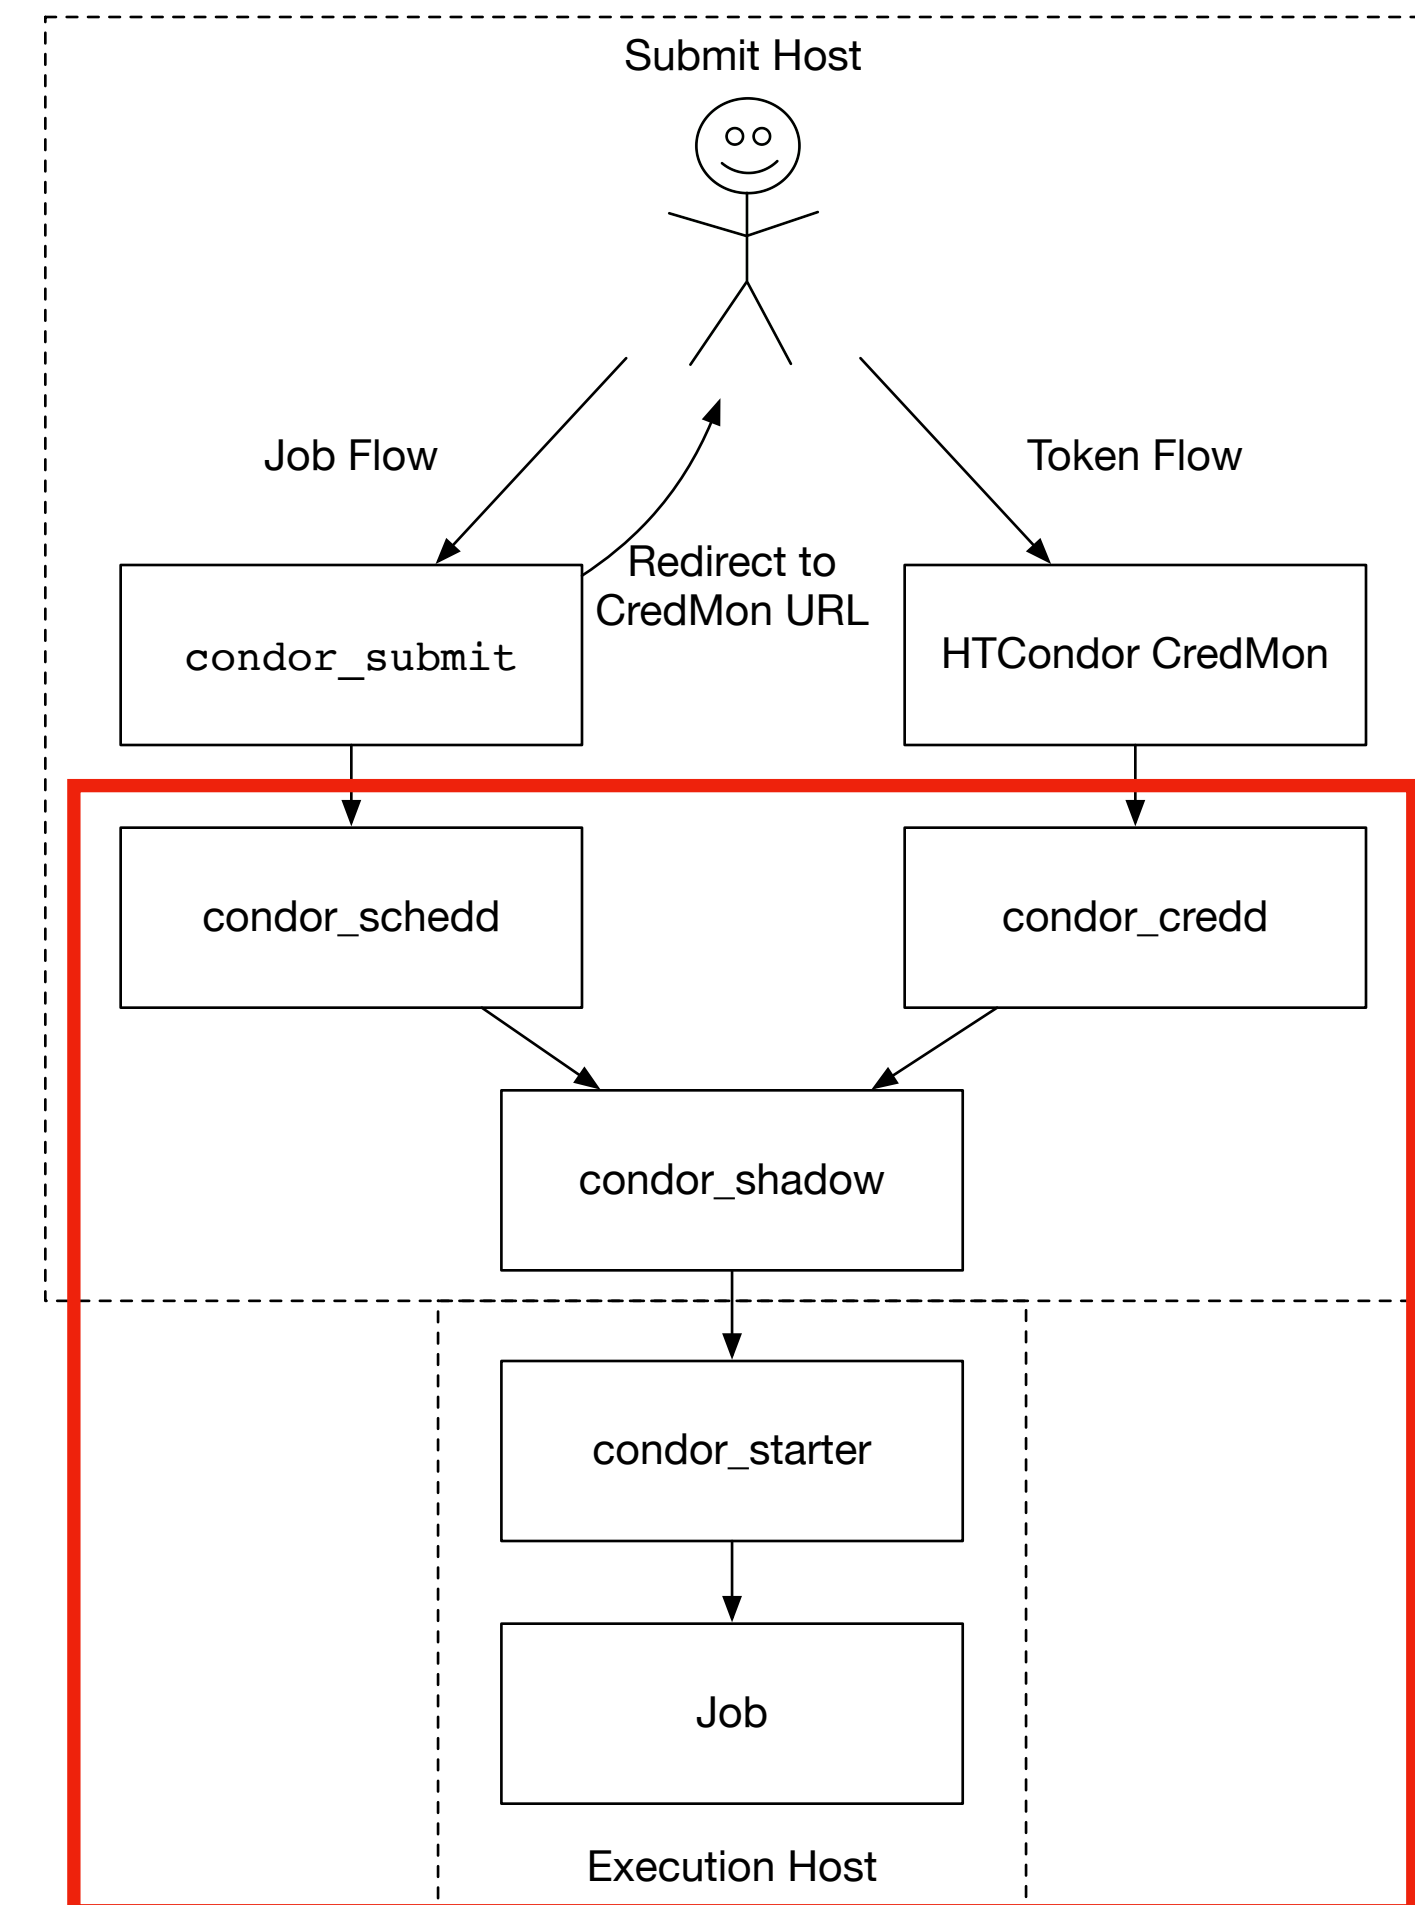 Submit Host
Job Flow
Token Flow
Redirect to
CredMon URL
condor_submit
HTCondor CredMon
condor_schedd
condor_credd
condor_shadow
condor_starter
Job
Execution Host